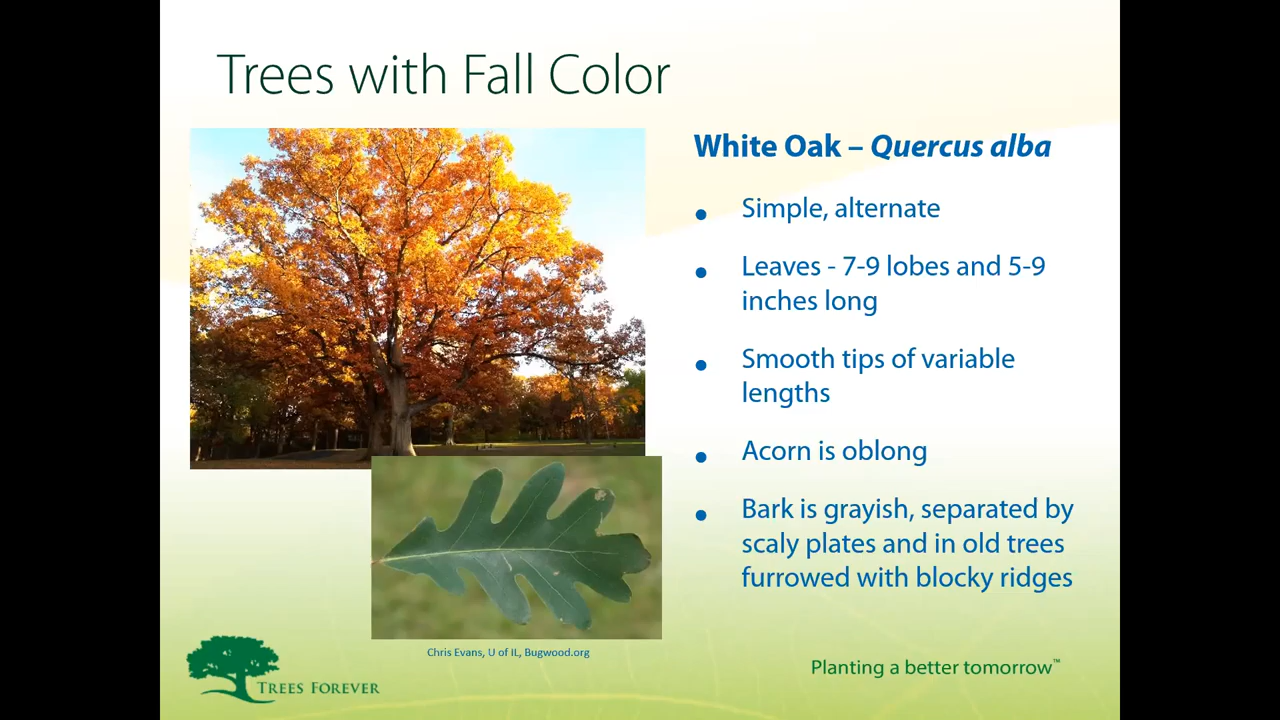 Trees with Fall Color
White Oak – Quercus alba
• Simple, alternate
• Leaves - 7-9 lobes and 5-9
inches long
• Smooth tips of variable
lengths
• Acorn is oblong
• Bark is grayish, separated by
scaly plates and in old trees
furrowed with blocky ridges
Chris Evans, U of IL, Bugwood.org
Trees Forever
Planting a better tomorrow™